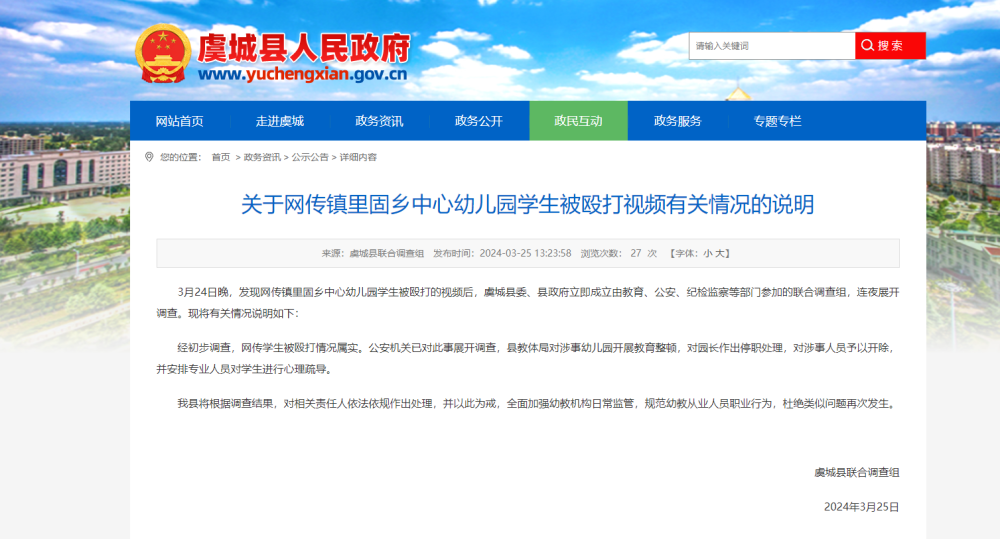 虞城县人民政府
www.yuchengxian.gov.cn
请输入关键词 搜索
网站首页 走进虞城 政务资讯 政务公开 政民互动 政务服务 专题专栏
您的位置： 首页 > 政务资讯 > 公示公告 > 详细内容
关于网传镇里固乡中心幼儿园学生被殴打视频有关情况的说明
来源：虞城县联合调查组 发布时间：2024-03-25 13:23:58 浏览次数： 27 次 【字体：小 大】
3月24日晚，发现网传镇里固乡中心幼儿园学生被殴打的视频后，虞城县委、县政府立即成立由教育、公安、纪检监察等部门参加的联合调查组，连夜展开
调查。现将有关情况说明如下：
经初步调查，网传学生被殴打情况属实。公安机关已对此事展开调查，县教体局对涉事幼儿园开展教育整顿，对园长作出停职处理，对涉事人员予以开除，
并安排专业人员对学生进行心理疏导。
我县将根据调查结果，对相关责任人依法依规作出处理，并以此为戒，全面加强幼教机构日常监管，规范幼教从业人员职业行为，杜绝类似问题再次发生。
虞城县联合调查组
2024年3月25日